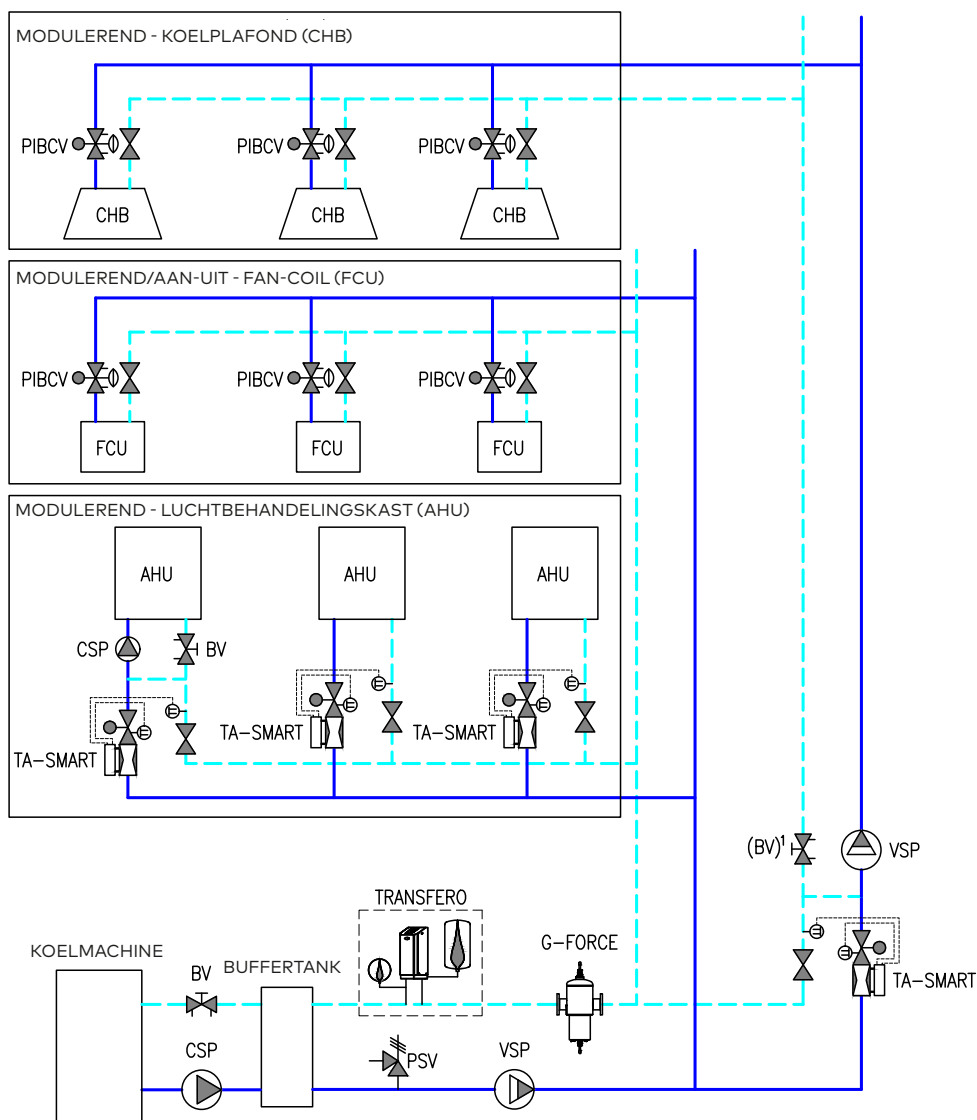 MODULEREND - KOELPLAFOND (CHB)
PIBCV
PIBCV
PIBCV
CHB
CHB
CHB
MODULEREND/AAN-UIT - FAN-COIL (FCU)
PIBCV
PIBCV
PIBCV
FCU
FCU
FCU
MODULEREND - LUCHTBEHANDELINGSKAST (AHU)
AHU
AHU
AHU
CSP
BV
TA-SMART
TA-SMART
TA-SMART
(BV)¹
VSP
TRANSFERO
G-FORCE
KOELMACHINE
BV
BUFFERTANK
TA-SMART
CSP
PSV
VSP